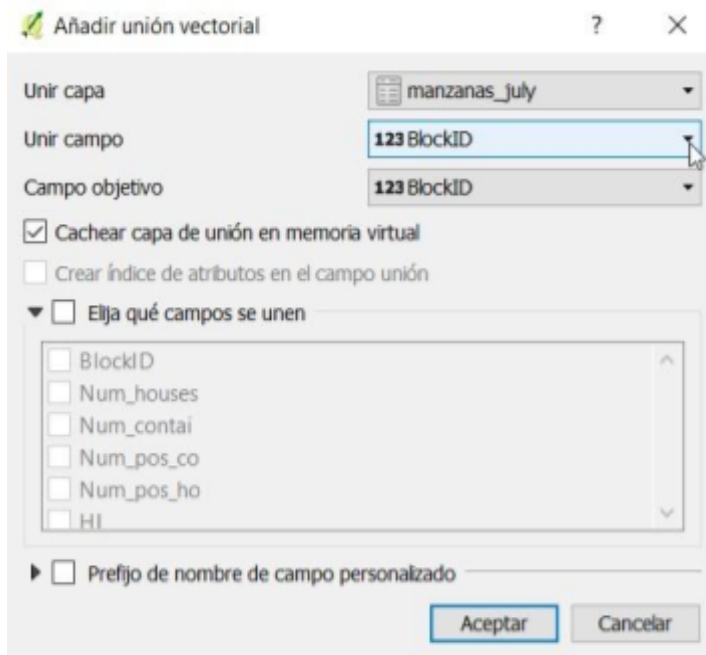 Añadir unión vectorial ?
Unir capa manzanas_july
Unir campo 123 BlockID
Campo objetivo 123 BlockID
Cachear capa de unión en memoria virtual
Crear índice de atributos en el campo unión
Elija qué campos se unen
BlockID
Num_houses
Num_contai
Num_pos_co
Num_pos_ho
HI
Prefijo de nombre de campo personalizado
Aceptar Cancelar